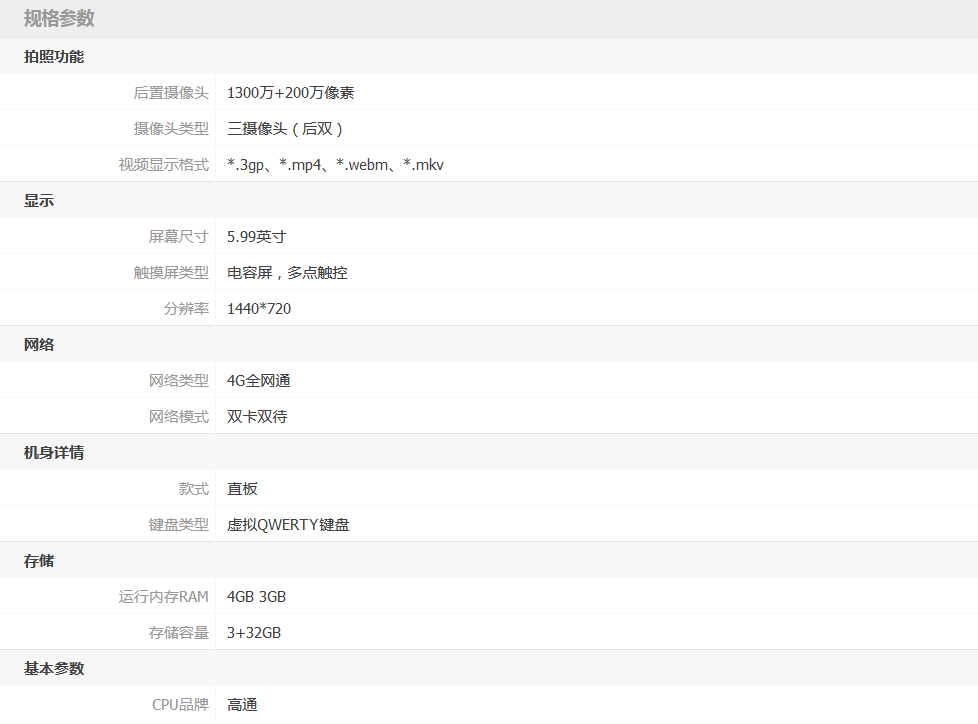 规格参数
拍照功能
后置摄像头 1300万+200万像素
摄像头类型 三摄像头（后双）
视频显示格式 *.3gp、*.mp4、*.webm、*.mkv
显示
屏幕尺寸 5.99英寸
触摸屏类型 电容屏，多点触控
分辨率 1440*720
网络
网络类型 4G全网通
网络模式 双卡双待
机身详情
款式 直板
键盘类型 虚拟QWERTY键盘
存储
运行内存RAM 4GB 3GB
存储容量 3+32GB
基本参数
CPU品牌 高通